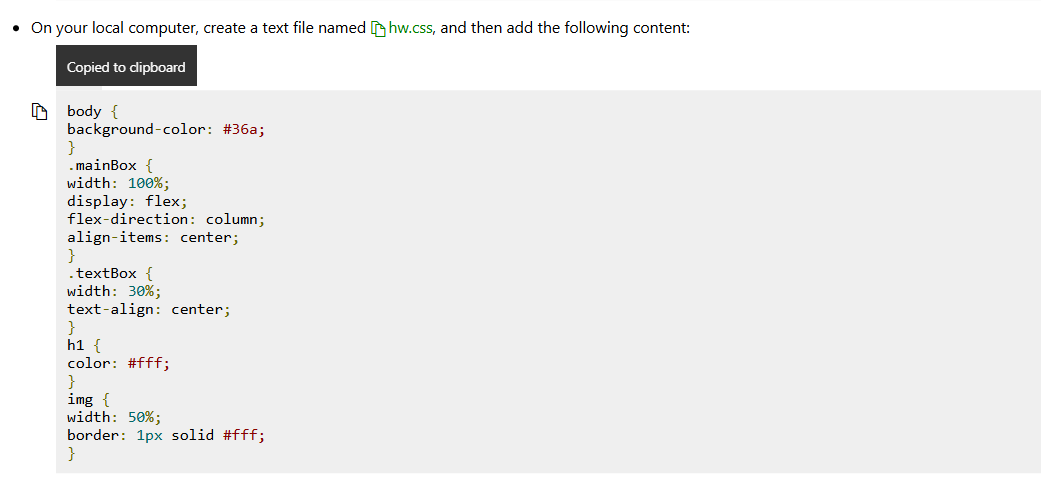 • On your local computer, create a text file named hw.css, and then add the following content:
Copied to clipboard
body {
background-color: #36a;
}
.mainBox {
width: 100%;
display: flex;
flex-direction: column;
align-items: center;
}
.textBox {
width: 30%;
text-align: center;
}
h1 {
color: #fff;
}
img {
width: 50%;
border: 1px solid #fff;
}